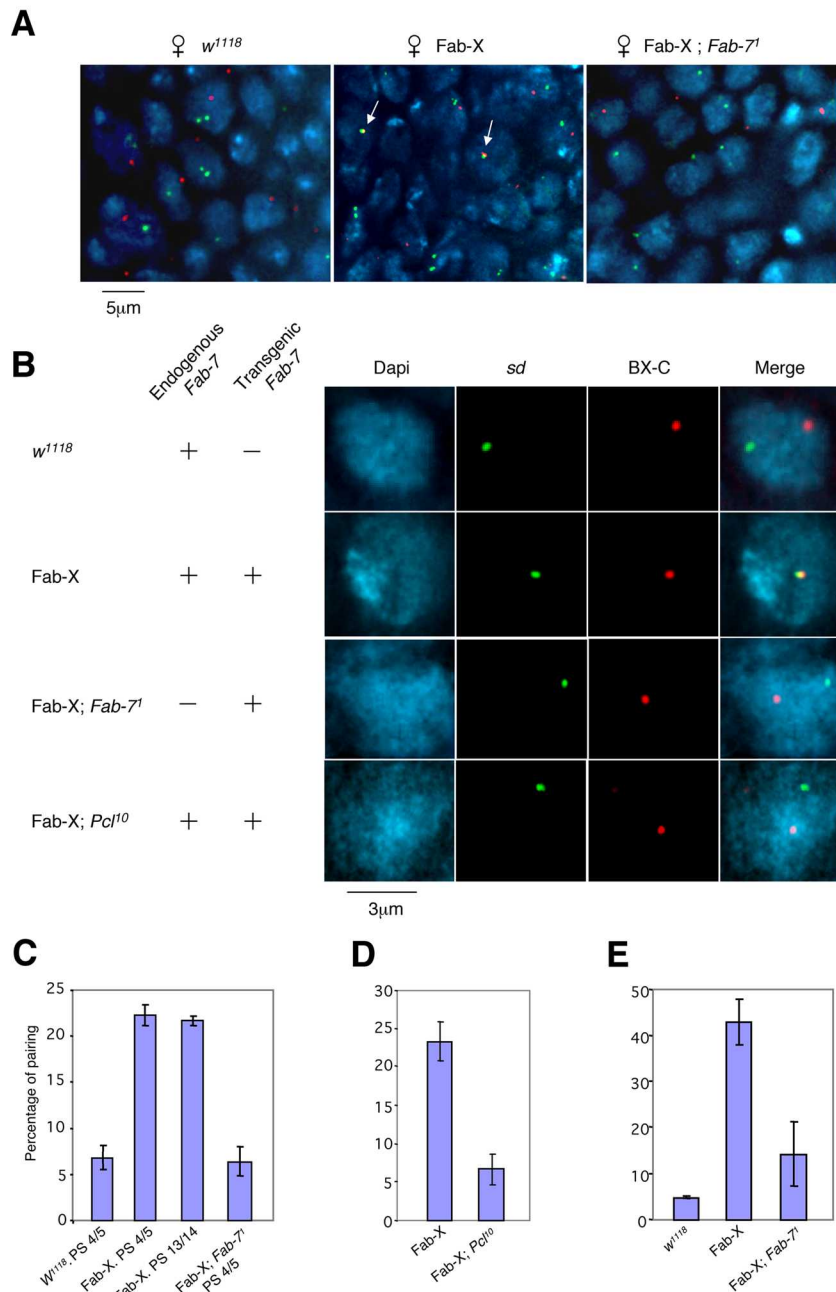 A
♀ w1118
♀ Fab-X
♀ Fab-X ; Fab-71
5μm
B
Endogenous Fab-7
Transgenic Fab-7
Dapi
sd
BX-C
Merge
w1118
+
−
Fab-X
+
+
Fab-X; Fab-71
−
+
Fab-X; Pcl10
+
+
3μm
C
D
E
Percentage of pairing
25
20
15
10
5
0
W1118. PS 4/5
Fab-X. PS 4/5
Fab-X. PS 13/14
Fab-X; Fab-71
PS 4/5
30
25
20
15
10
5
0
Fab-X
Fab-X; Pcl10
50
40
30
20
10
0
w1118
Fab-X
Fab-X; Fab-71